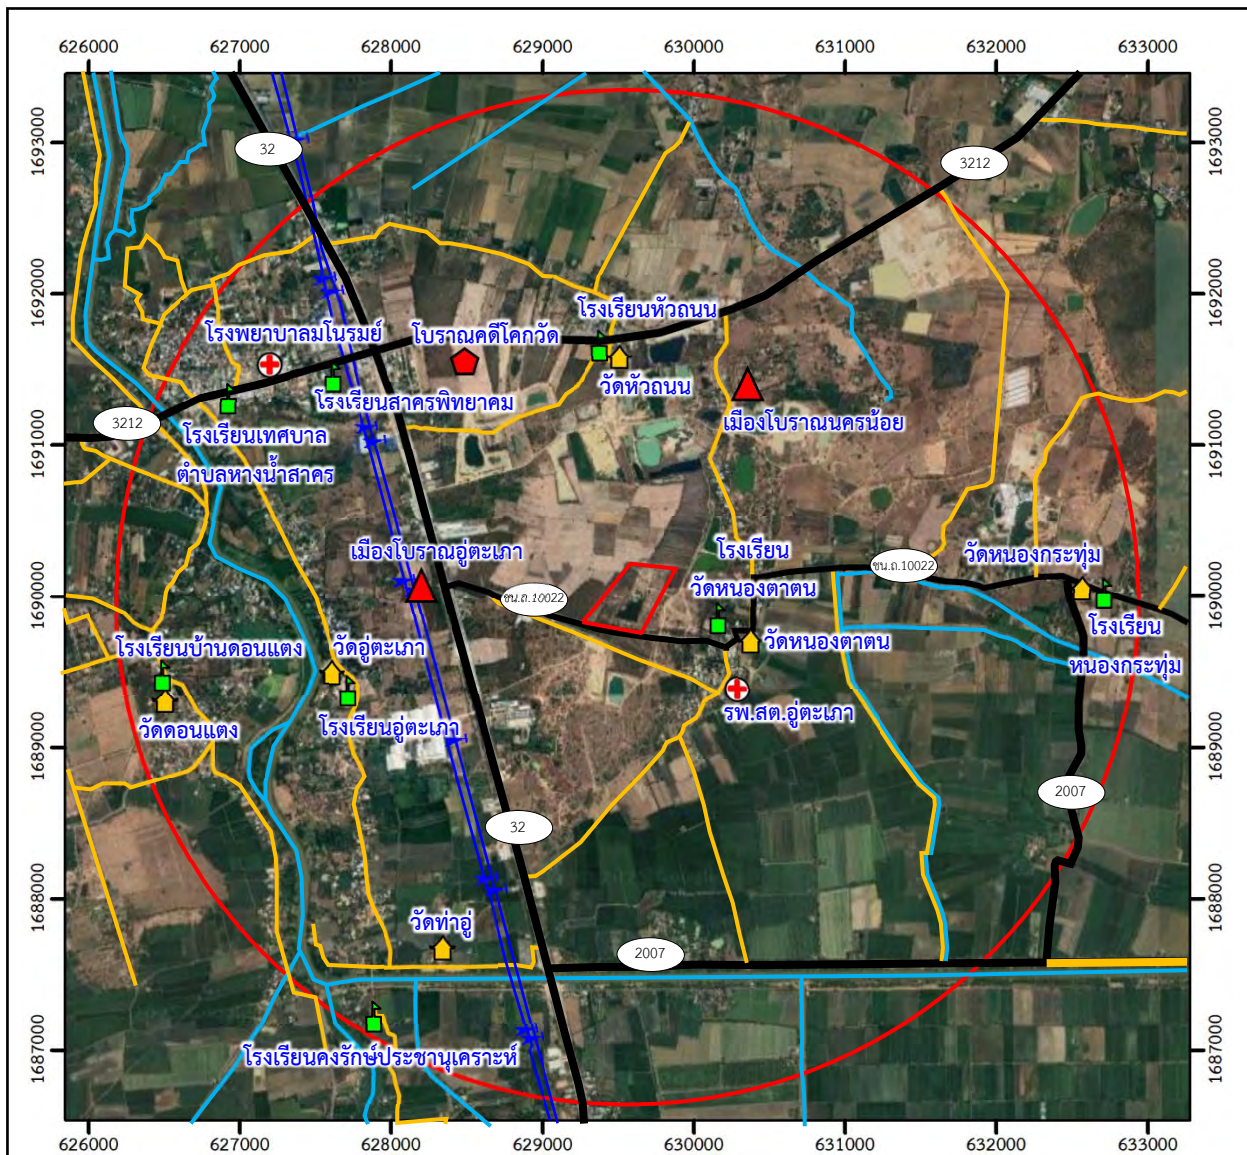 626000 627000 628000 629000 630000 631000 632000 633000
1693000 1693000
32
3212
1692000 1692000
โรงเรียนหัวถนน
โรงพยาบาลมโนรมย์ โบราณคดีโคกวัด
วัดหัวถนน
โรงเรียนสาครพิทยาคม
3212
เมืองโบราณนครน้อย
โรงเรียนเทศบาล
1691000 1691000
ตำบลหางน้ำสาคร
เมืองโบราณอู่ตะเภา
โรงเรียน
วัดหนองกระทุ่ม
ชน.ถ.10022
วัดหนองตาตน
ชน.ถ.10022
1690000 1690000
โรงเรียน
หนองกระทุ่ม
โรงเรียนบ้านดอนแตง วัดอู่ตะเภา
วัดหนองตาตน
รพ.สต.อู่ตะเภา
วัดดอนแตง
โรงเรียนอู่ตะเภา
1689000 1689000
2007
32
1688000 1688000
วัดท่าอู่
2007
1687000 1687000
โรงเรียนคงรักษ์ประชานุเคราะห์
626000 627000 628000 629000 630000 631000 632000 633000